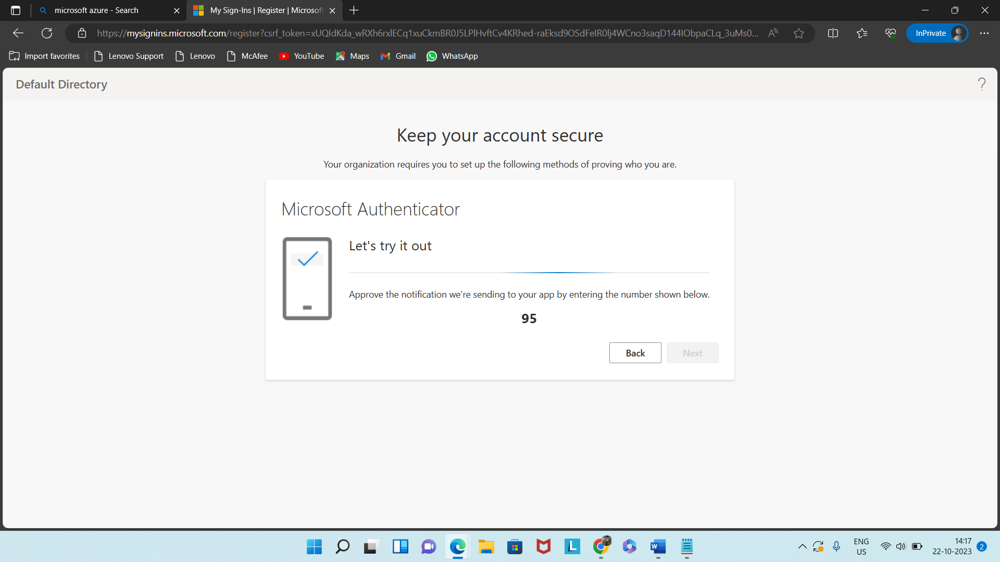 microsoft azure - Search
My Sign-Ins | Register | Microsoft
https://mysignins.microsoft.com/register?csrf_token=
InPrivate
Import favorites
Lenovo Support
Lenovo
McAfee
YouTube
Maps
Gmail
WhatsApp
Default Directory
?
Keep your account secure
Your organization requires you to set up the following methods of proving who you are.
Microsoft Authenticator
Let's try it out
Approve the notification we're sending to your app by entering the number shown below.
95
Back
Next
ENG
US
14:17
22-10-2023
2